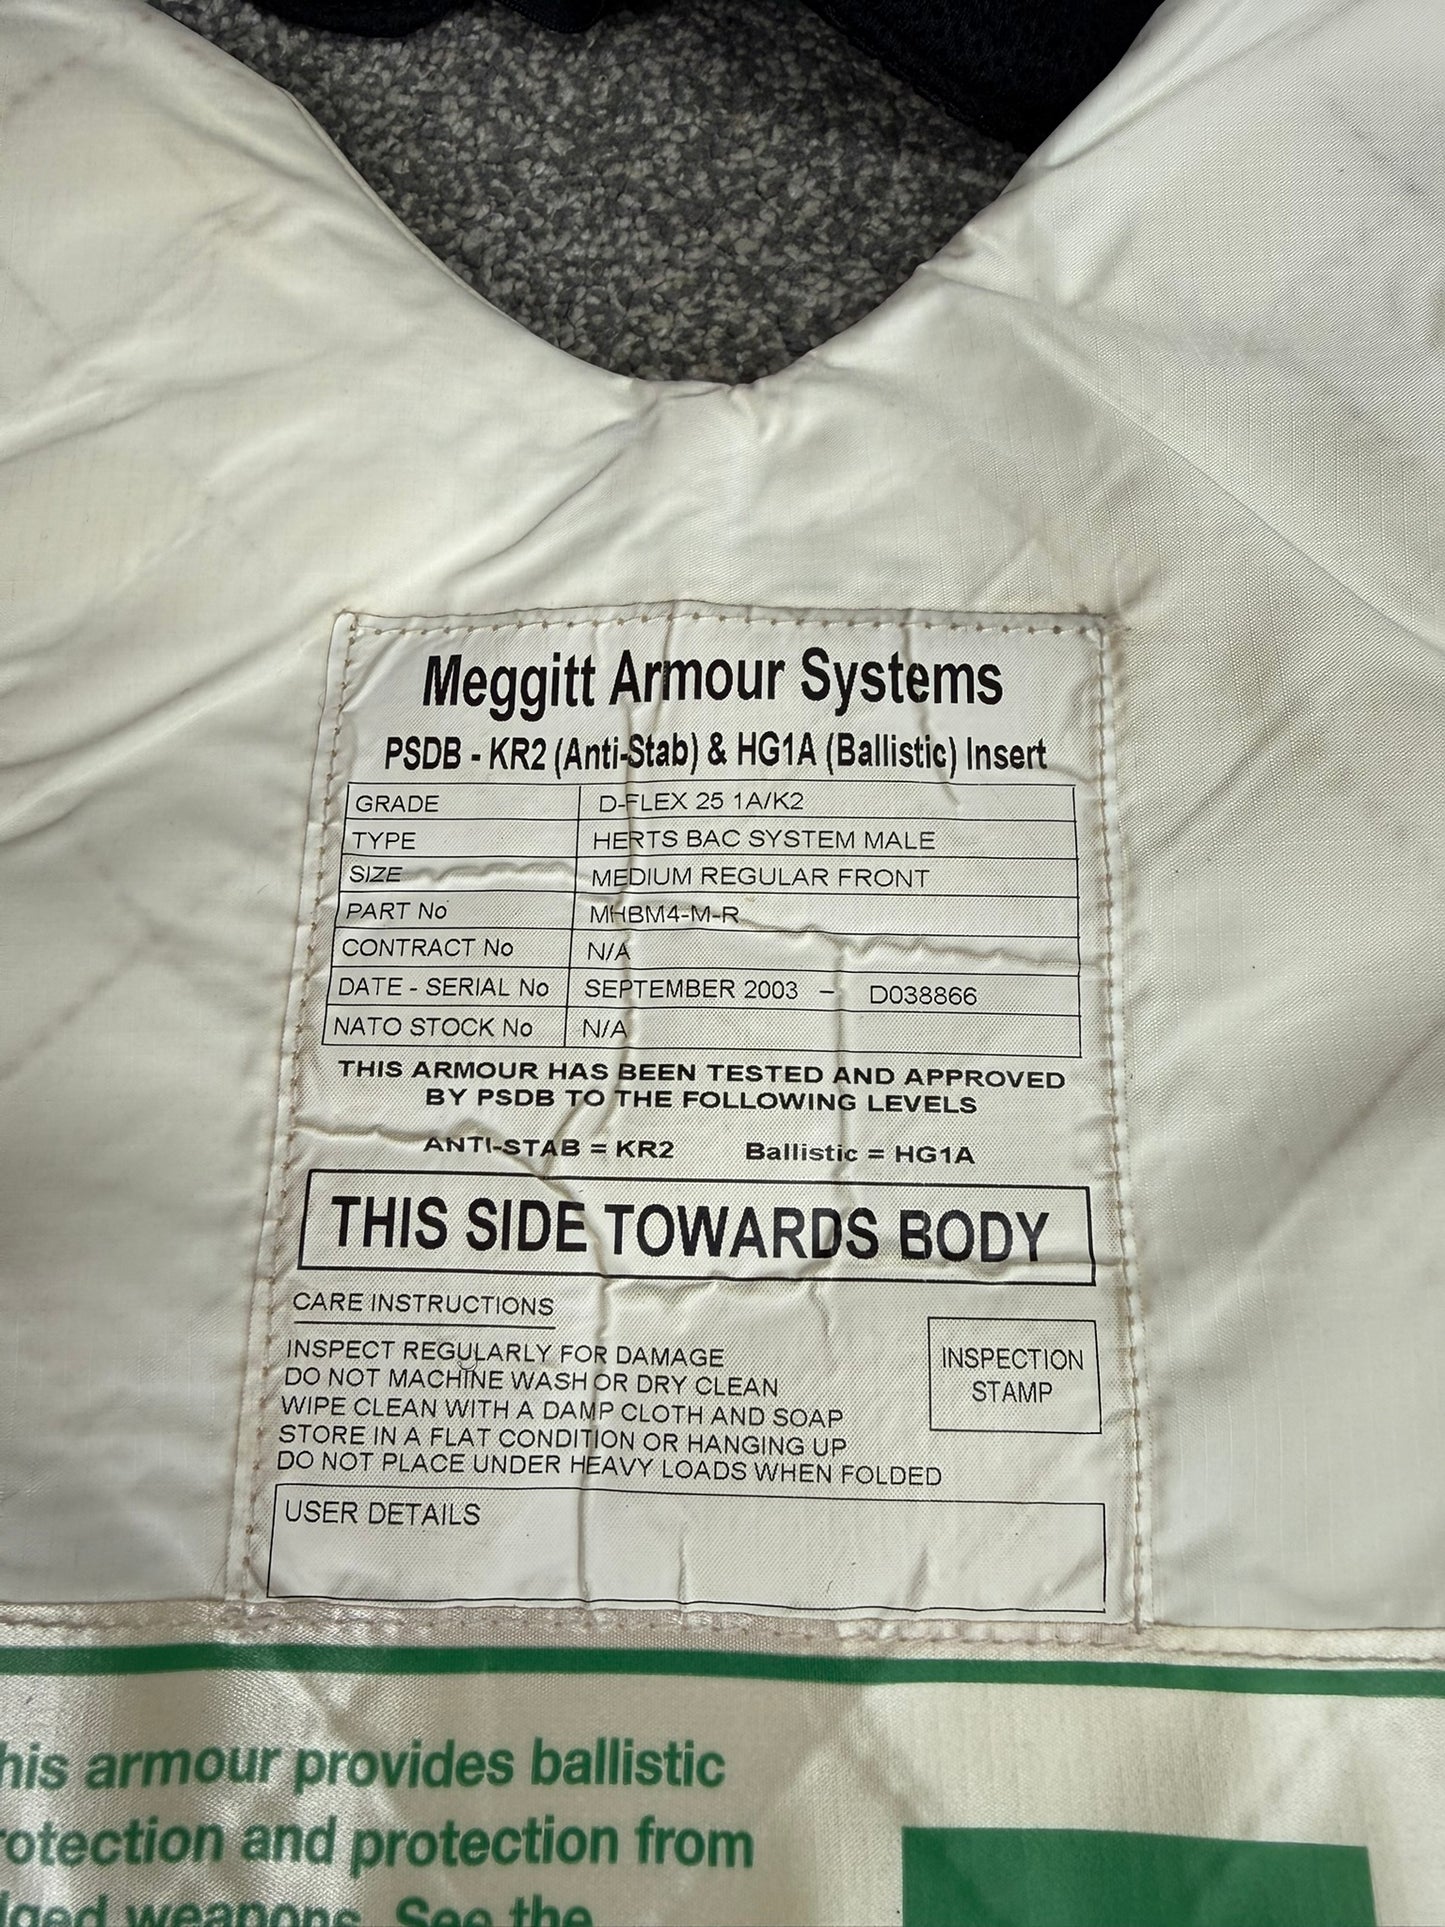 Meggitt Armour Systems
PSDB - KR2 (Anti-Stab) & HG1A (Ballistic) Insert
GRADE D-FLEX 25 1A/K2
TYPE HERTS BAC SYSTEM MALE
SIZE MEDIUM REGULAR FRONT
PART No MHBM4-M-R
CONTRACT No N/A
DATE - SERIAL No SEPTEMBER 2003 - D038866
NATO STOCK No N/A
THIS ARMOUR HAS BEEN TESTED AND APPROVED
BY PSDB TO THE FOLLOWING LEVELS
ANTI-STAB = KR2 Ballistic = HG1A
THIS SIDE TOWARDS BODY
CARE INSTRUCTIONS
INSPECT REGULARLY FOR DAMAGE
DO NOT MACHINE WASH OR DRY CLEAN
WIPE CLEAN WITH A DAMP CLOTH AND SOAP
STORE IN A FLAT CONDITION OR HANGING UP
DO NOT PLACE UNDER HEAVY LOADS WHEN FOLDED
INSPECTION
STAMP
USER DETAILS
his armour provides ballistic
rotection and protection from
dged weapons. See the